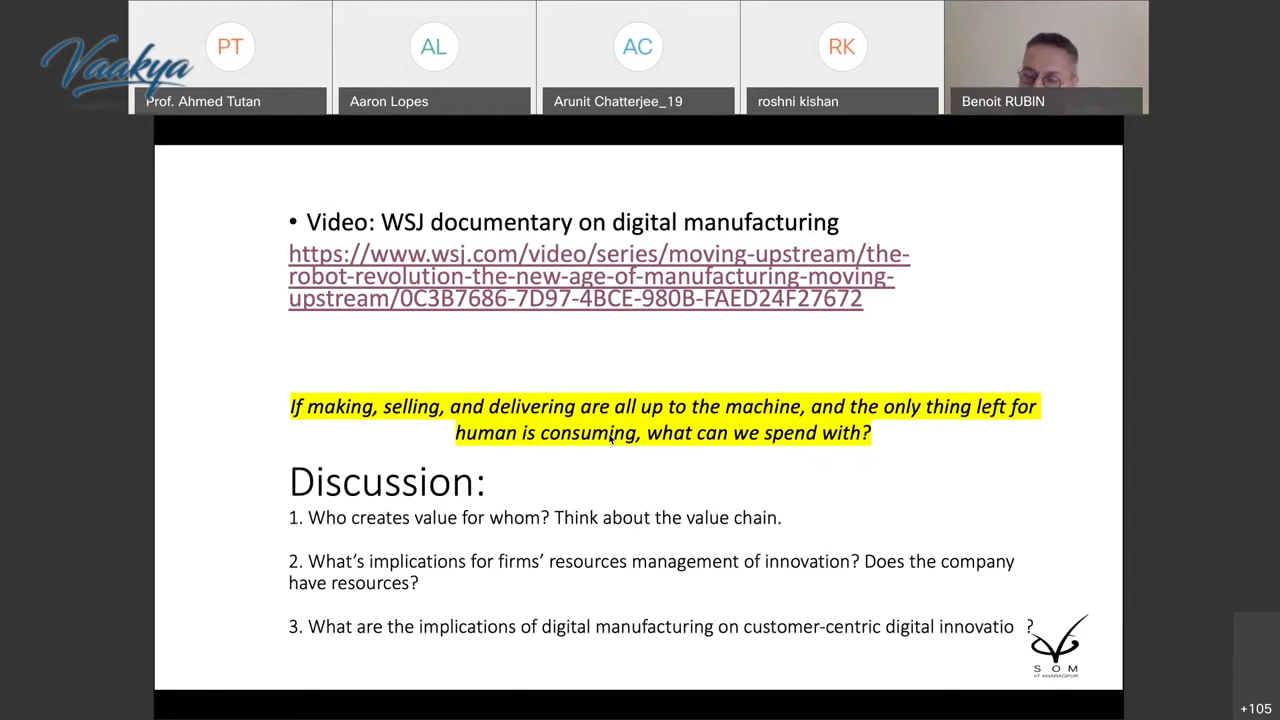 Vaakya
PT
AL
AC
RK
Prof. Ahmed Tutan
Aaron Lopes
Arunit Chatterjee_19
roshni kishan
Benoit RUBIN
• Video: WSJ documentary on digital manufacturing
https://www.wsj.com/video/series/moving-upstream/the-
robot-revolution-the-new-age-of-manufacturing-moving-
upstream/0C3B7686-7D97-4BCE-980B-FAED24F27672
If making, selling, and delivering are all up to the machine, and the only thing left for
human is consuming, what can we spend with?
Discussion:
1. Who creates value for whom? Think about the value chain.
2. What’s implications for firms’ resources management of innovation? Does the company
have resources?
3. What are the implications of digital manufacturing on customer-centric digital innovatio ?
S O M
IIT KHARAGPUR
+105